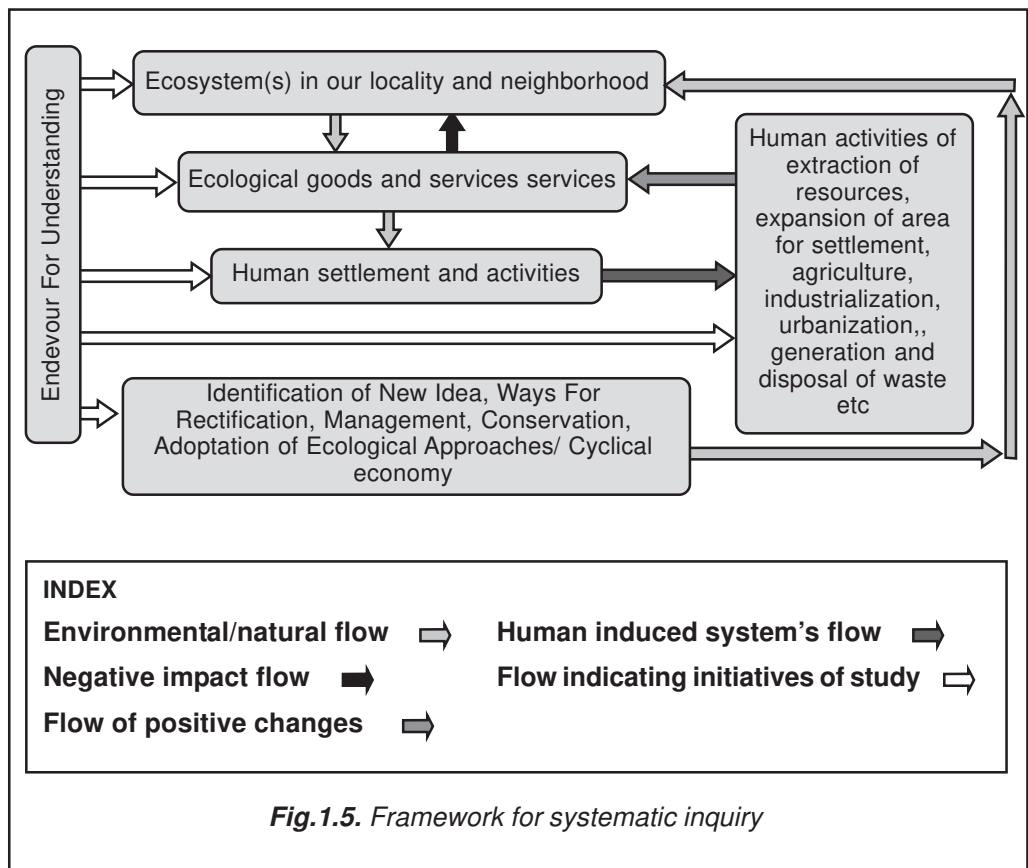 Endevour For Understanding
Ecosystem(s) in our locality and neighborhood
Ecological goods and services services
Human settlement and activities
Human activities of
extraction of
resources,
expansion of area
for settlement,
agriculture,
industrialization,
urbanization,,
generation and
disposal of waste
etc
Identification of New Idea, Ways For
Rectification, Management, Conservation,
Adoptation of Ecological Approaches/ Cyclical
economy
INDEX
Environmental/natural flow
Human induced system's flow
Negative impact flow
Flow indicating initiatives of study
Flow of positive changes
Fig.1.5. Framework for systematic inquiry